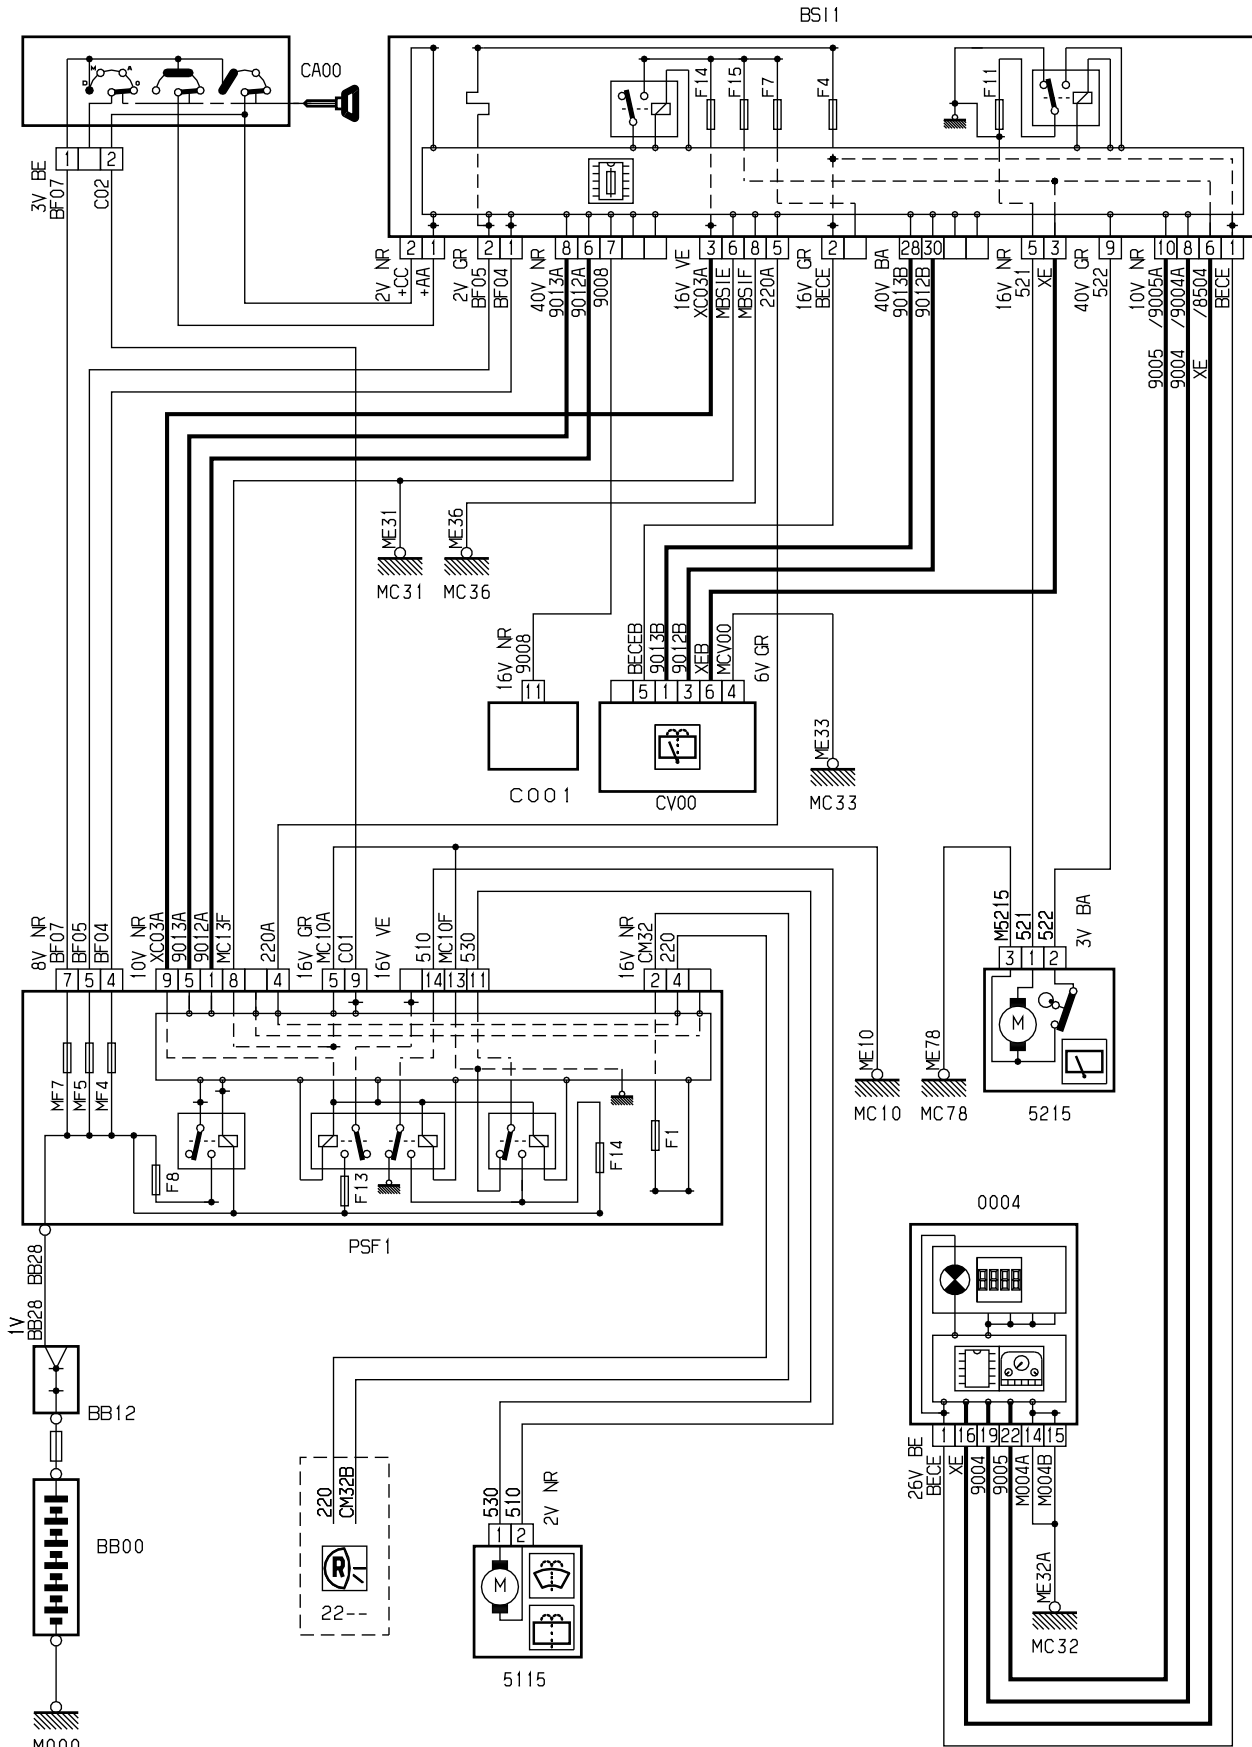 BSI1
CA00
M A
D O
F14
F15
F7
F4
F11
1 2
3V BE
BF07
C02
2 1
2 1
8 6 7
3 6 8 5
2
28 30
5 3
9
10 8 6 1
2V NR
+CC
+AA
2V GR
BF05
BF04
40V NR
9013A
9012A
9008
16V VE
XC03A
MBSIE
MBSIF
220A
16V GR
BECE
40V BA
9013B
9012B
16V NR
521
XE
40V GR
522
10V NR
/9005A
/9004A
/8504
BECE
9005
9004
XE
ME31
ME36
MC31
MC36
16V NR
9008
11
C001
BECEB
9013B
9012B
XEB
MCV00
6V GR
5 1 3 6 4
CV00
ME33
MC33
8V NR
BF07
BF05
BF04
10V NR
XC03A
9013A
9012A
MC13F
220A
16V GR
MC10A
C01
16V VE
510
MC10F
530
16V NR
CM32
220
7 5 4
9 5 1 8 4
5 9
14 13 11
2 4
M5215
521
522
3V BA
3 1 2
M
5215
ME10
MC10
ME78
MC78
MF7
MF5
MF4
F8
F13
F14
F1
PSF1
BB28
1V
BB28
BB12
BB00
M000
220
CM32B
R
22--
530
510
2V NR
1 2
M
5115
0004
1 16 19 22 14 15
26V BE
BECE
XE
9004
9005
M004A
M004B
ME32A
MC32